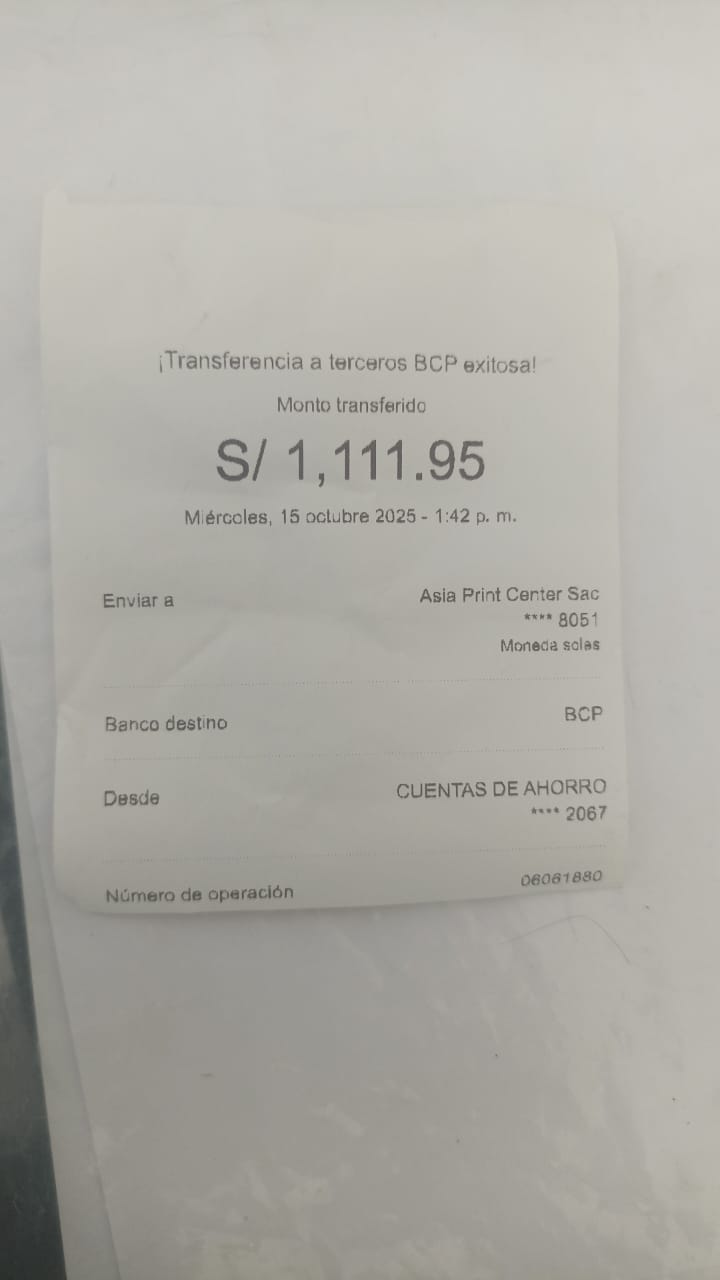 ¡Transferencia a terceros BCP exitosa!
Monto transferido
S/ 1,111.95
Miércoles, 15 octubre 2025 - 1:42 p. m.
Enviar a
Asia Print Center Sac
**** 8051
Moneda soles
Banco destino
BCP
Desde
CUENTAS DE AHORRO
**** 2067
Número de operación
06061880